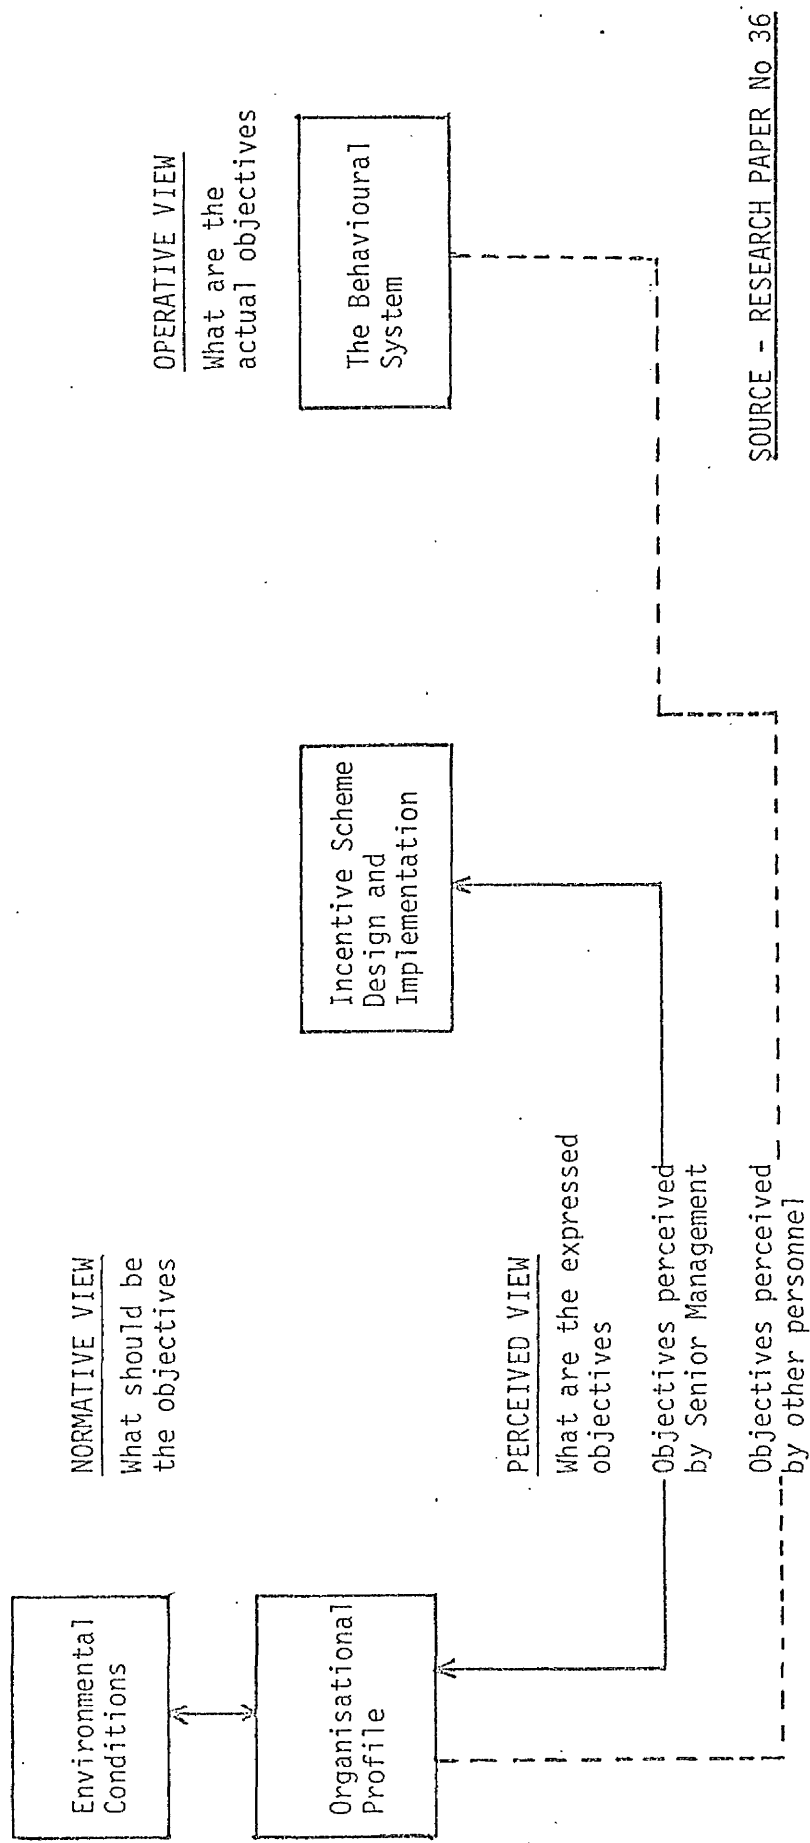 Environmental
Conditions
Organisational
Profile
NORMATIVE VIEW
What should be
the objectives
PERCEIVED VIEW
What are the expressed
objectives
Objectives perceived
by Senior Management
Objectives perceived
by other personnel
Incentive Scheme
Design and
Implementation
OPERATIVE VIEW
What are the
actual objectives
The Behavioural
System
SOURCE - RESEARCH PAPER No 36